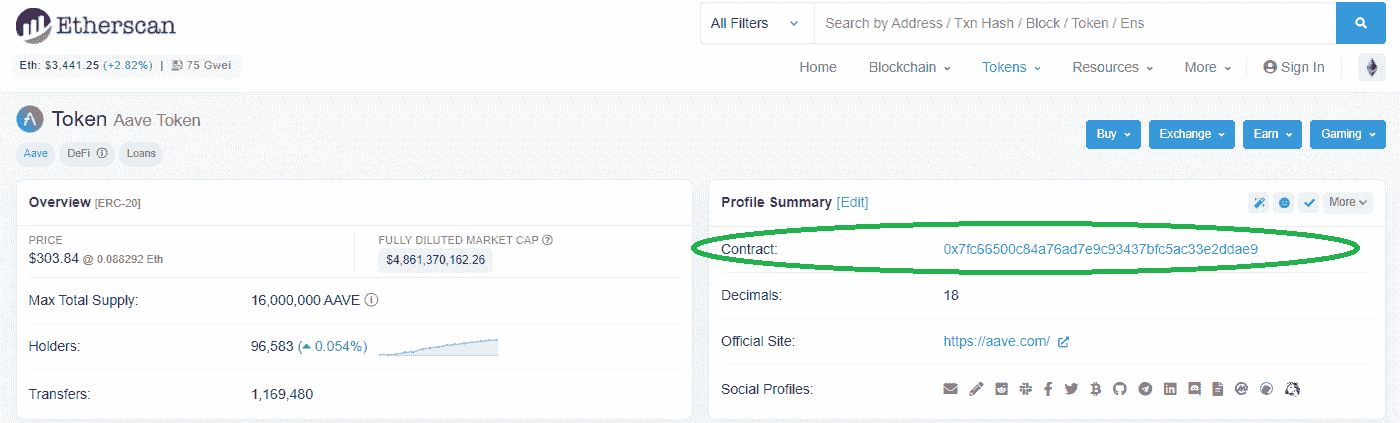 Etherscan
All Filters
Search by Address / Txn Hash / Block / Token / Ens
Eth: $3,441.25 (+2.82%) | 75 Gwei
Home Blockchain Tokens Resources More Sign In
Token Aave Token
Buy Exchange Earn Gaming
Aave DeFi Loans
Overview [ERC-20]
PRICE
$303.84 @ 0.088292 Eth
FULLY DILUTED MARKET CAP
$4,861,370,162.26
Max Total Supply: 16,000,000 AAVE
Holders: 96,583 (0.054%)
Transfers: 1,169,480
Profile Summary [Edit]
More
Contract: 0x7fc66500c84a76ad7e9c93437bfc5ac33e2ddae9
Decimals: 18
Official Site: https://aave.com/
Social Profiles: